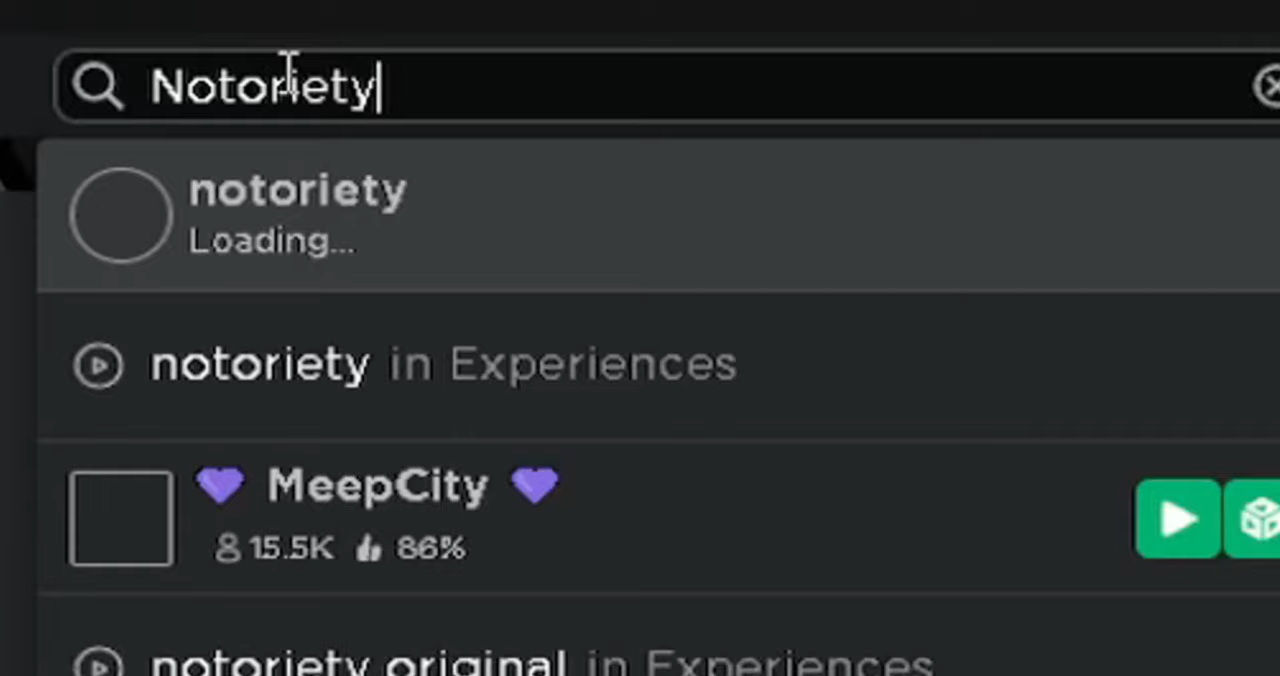 Notoriety
notoriety
Loading...
notoriety in Experiences
💜 MeepCity 💜
15.5K 86%
notoriety original in Experiences